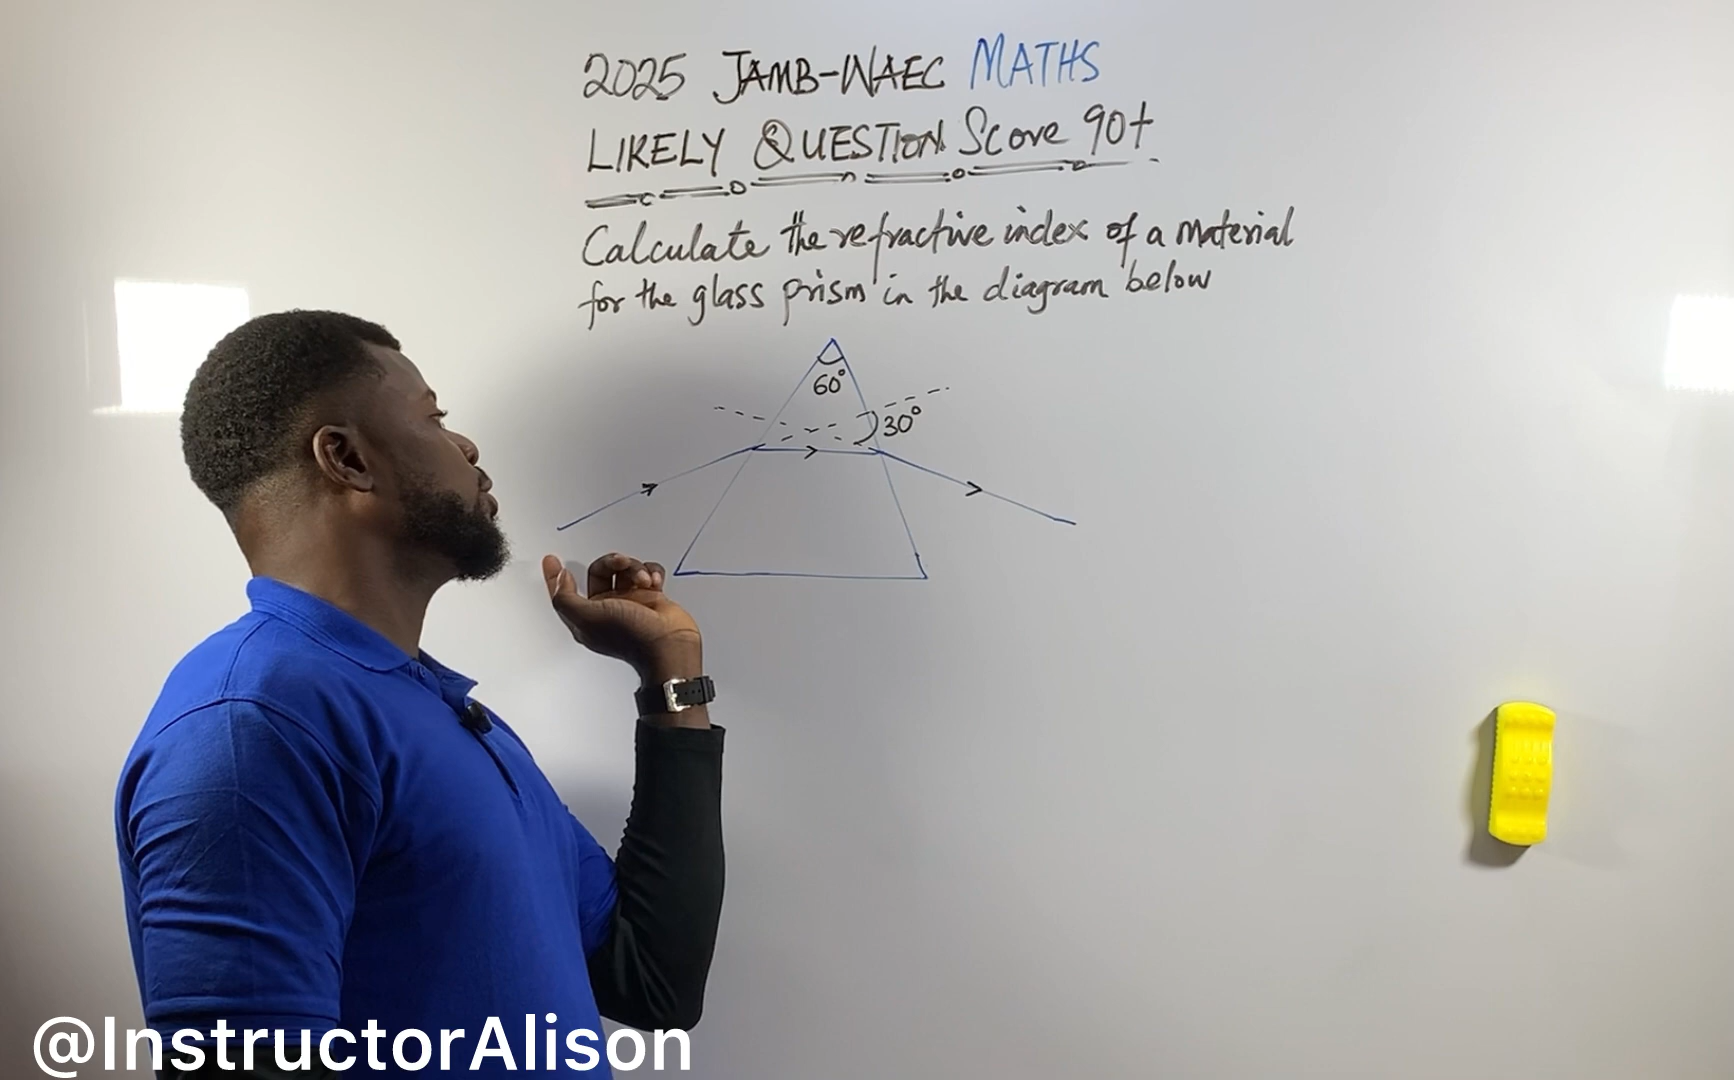 2025 JAMB-WAEC MATHS
LIKELY QUESTION Score 90+
Calculate the refractive index of a material
for the glass prism in the diagram below
60°
30°
@InstructorAlison